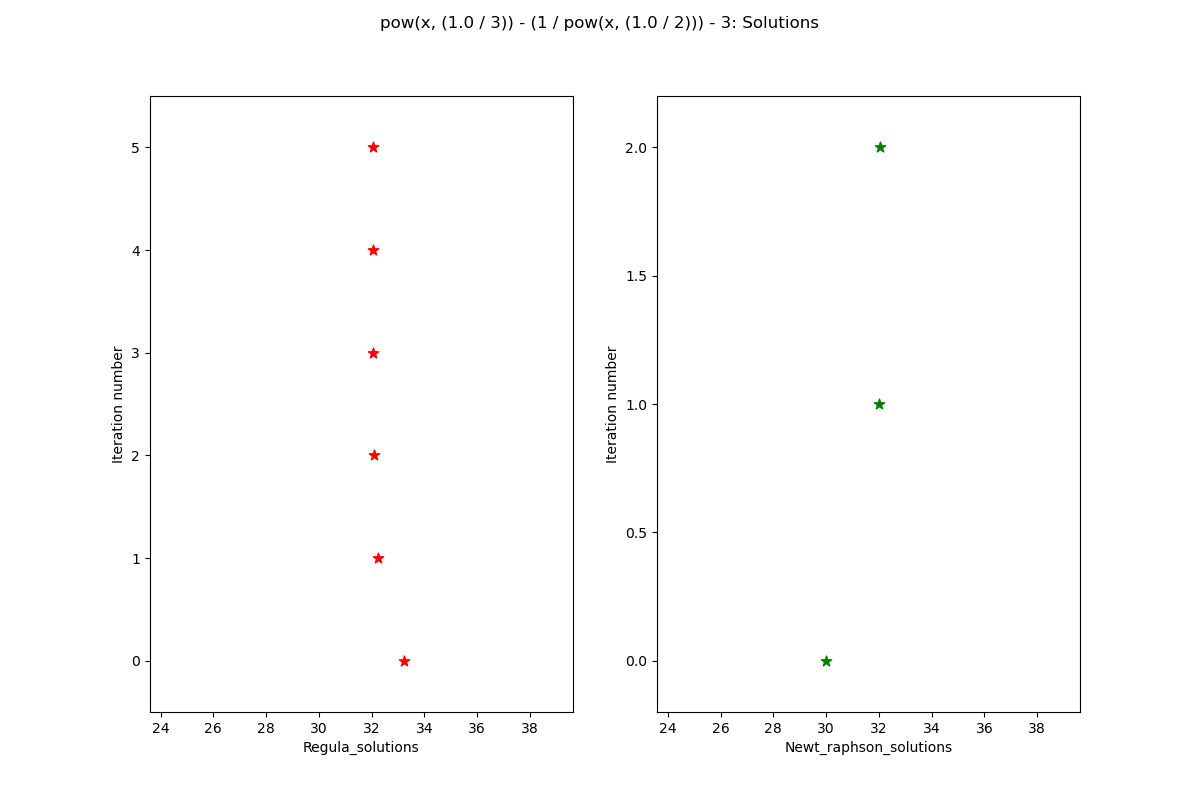 pow(x, (1.0 / 3)) - (1 / pow(x, (1.0 / 2))) - 3: Solutions
5
4
3
2
1
0
Iteration number
24 26 28 30 32 34 36 38
Regula_solutions
2.0
1.5
1.0
0.5
0.0
Iteration number
24 26 28 30 32 34 36 38
Newt_raphson_solutions